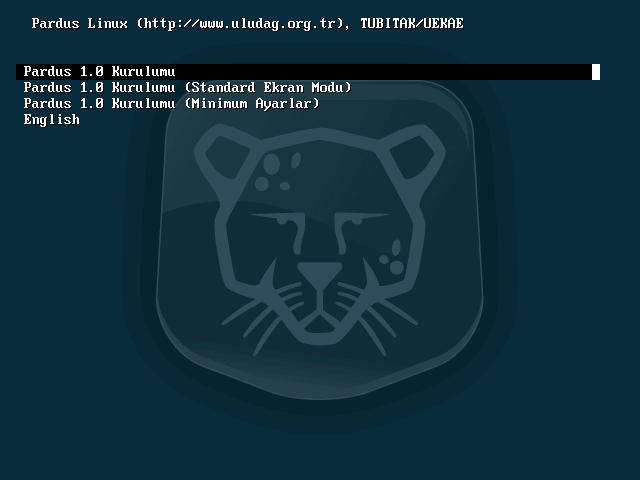 Pardus Linux (http://www.uludag.org.tr), TUBITAK/UEKAE
Pardus 1.0 Kurulumu
Pardus 1.0 Kurulumu (Standard Ekran Modu)
Pardus 1.0 Kurulumu (Minimum Ayarlar)
English